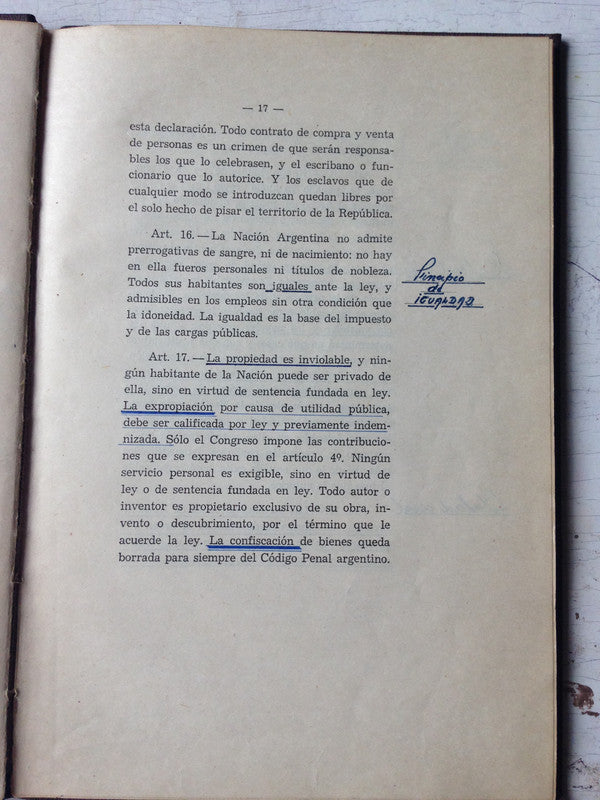 — 17 —
esta declaración. Todo contrato de compra y venta
de personas es un crimen de que serán responsa-
bles los que lo celebrasen, y el escribano o fun-
cionario que lo autorice. Y los esclavos que de
cualquier modo se introduzcan quedan libres por
el solo hecho de pisar el territorio de la República.
Art. 16. — La Nación Argentina no admite
prerrogativas de sangre, ni de nacimiento: no hay
en ella fueros personales ni títulos de nobleza.
Todos sus habitantes son iguales ante la ley, y
admisibles en los empleos sin otra condición que
la idoneidad. La igualdad es la base del impuesto
y de las cargas públicas.
Principio
de
IGUALDAD
Art. 17. — La propiedad es inviolable, y nin-
gún habitante de la Nación puede ser privado de
ella, sino en virtud de sentencia fundada en ley.
La expropiación por causa de utilidad pública,
debe ser calificada por ley y previamente indem-
nizada. Sólo el Congreso impone las contribucio-
nes que se expresan en el artículo 4º. Ningún
servicio personal es exigible, sino en virtud de
ley o de sentencia fundada en ley. Todo autor o
inventor es propietario exclusivo de su obra, in-
vento o descubrimiento, por el término que le
acuerde la ley. La confiscación de bienes queda
borrada para siempre del Código Penal argentino.